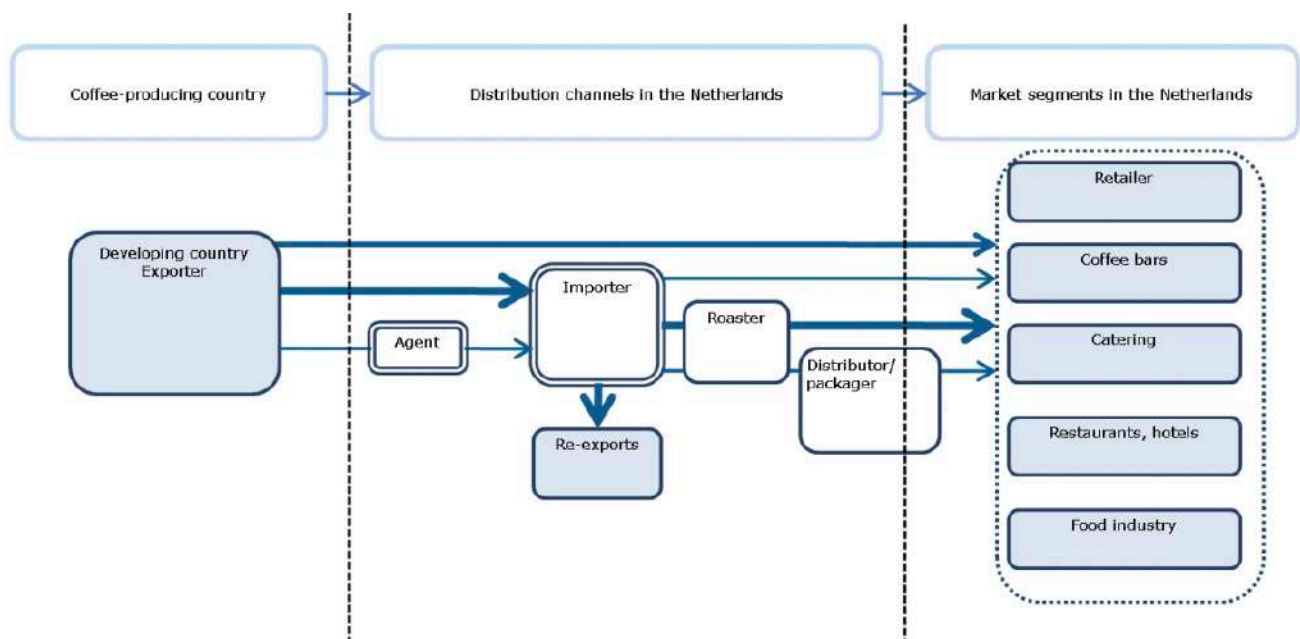 Coffee-producing country
Distribution channels in the Netherlands
Market segments in the Netherlands
Retailer
Developing country
Exporter
Coffee bars
Importer
Roaster
Agent
Catering
Distributor/
packager
Re-exports
Restaurants, hotels
Food industry